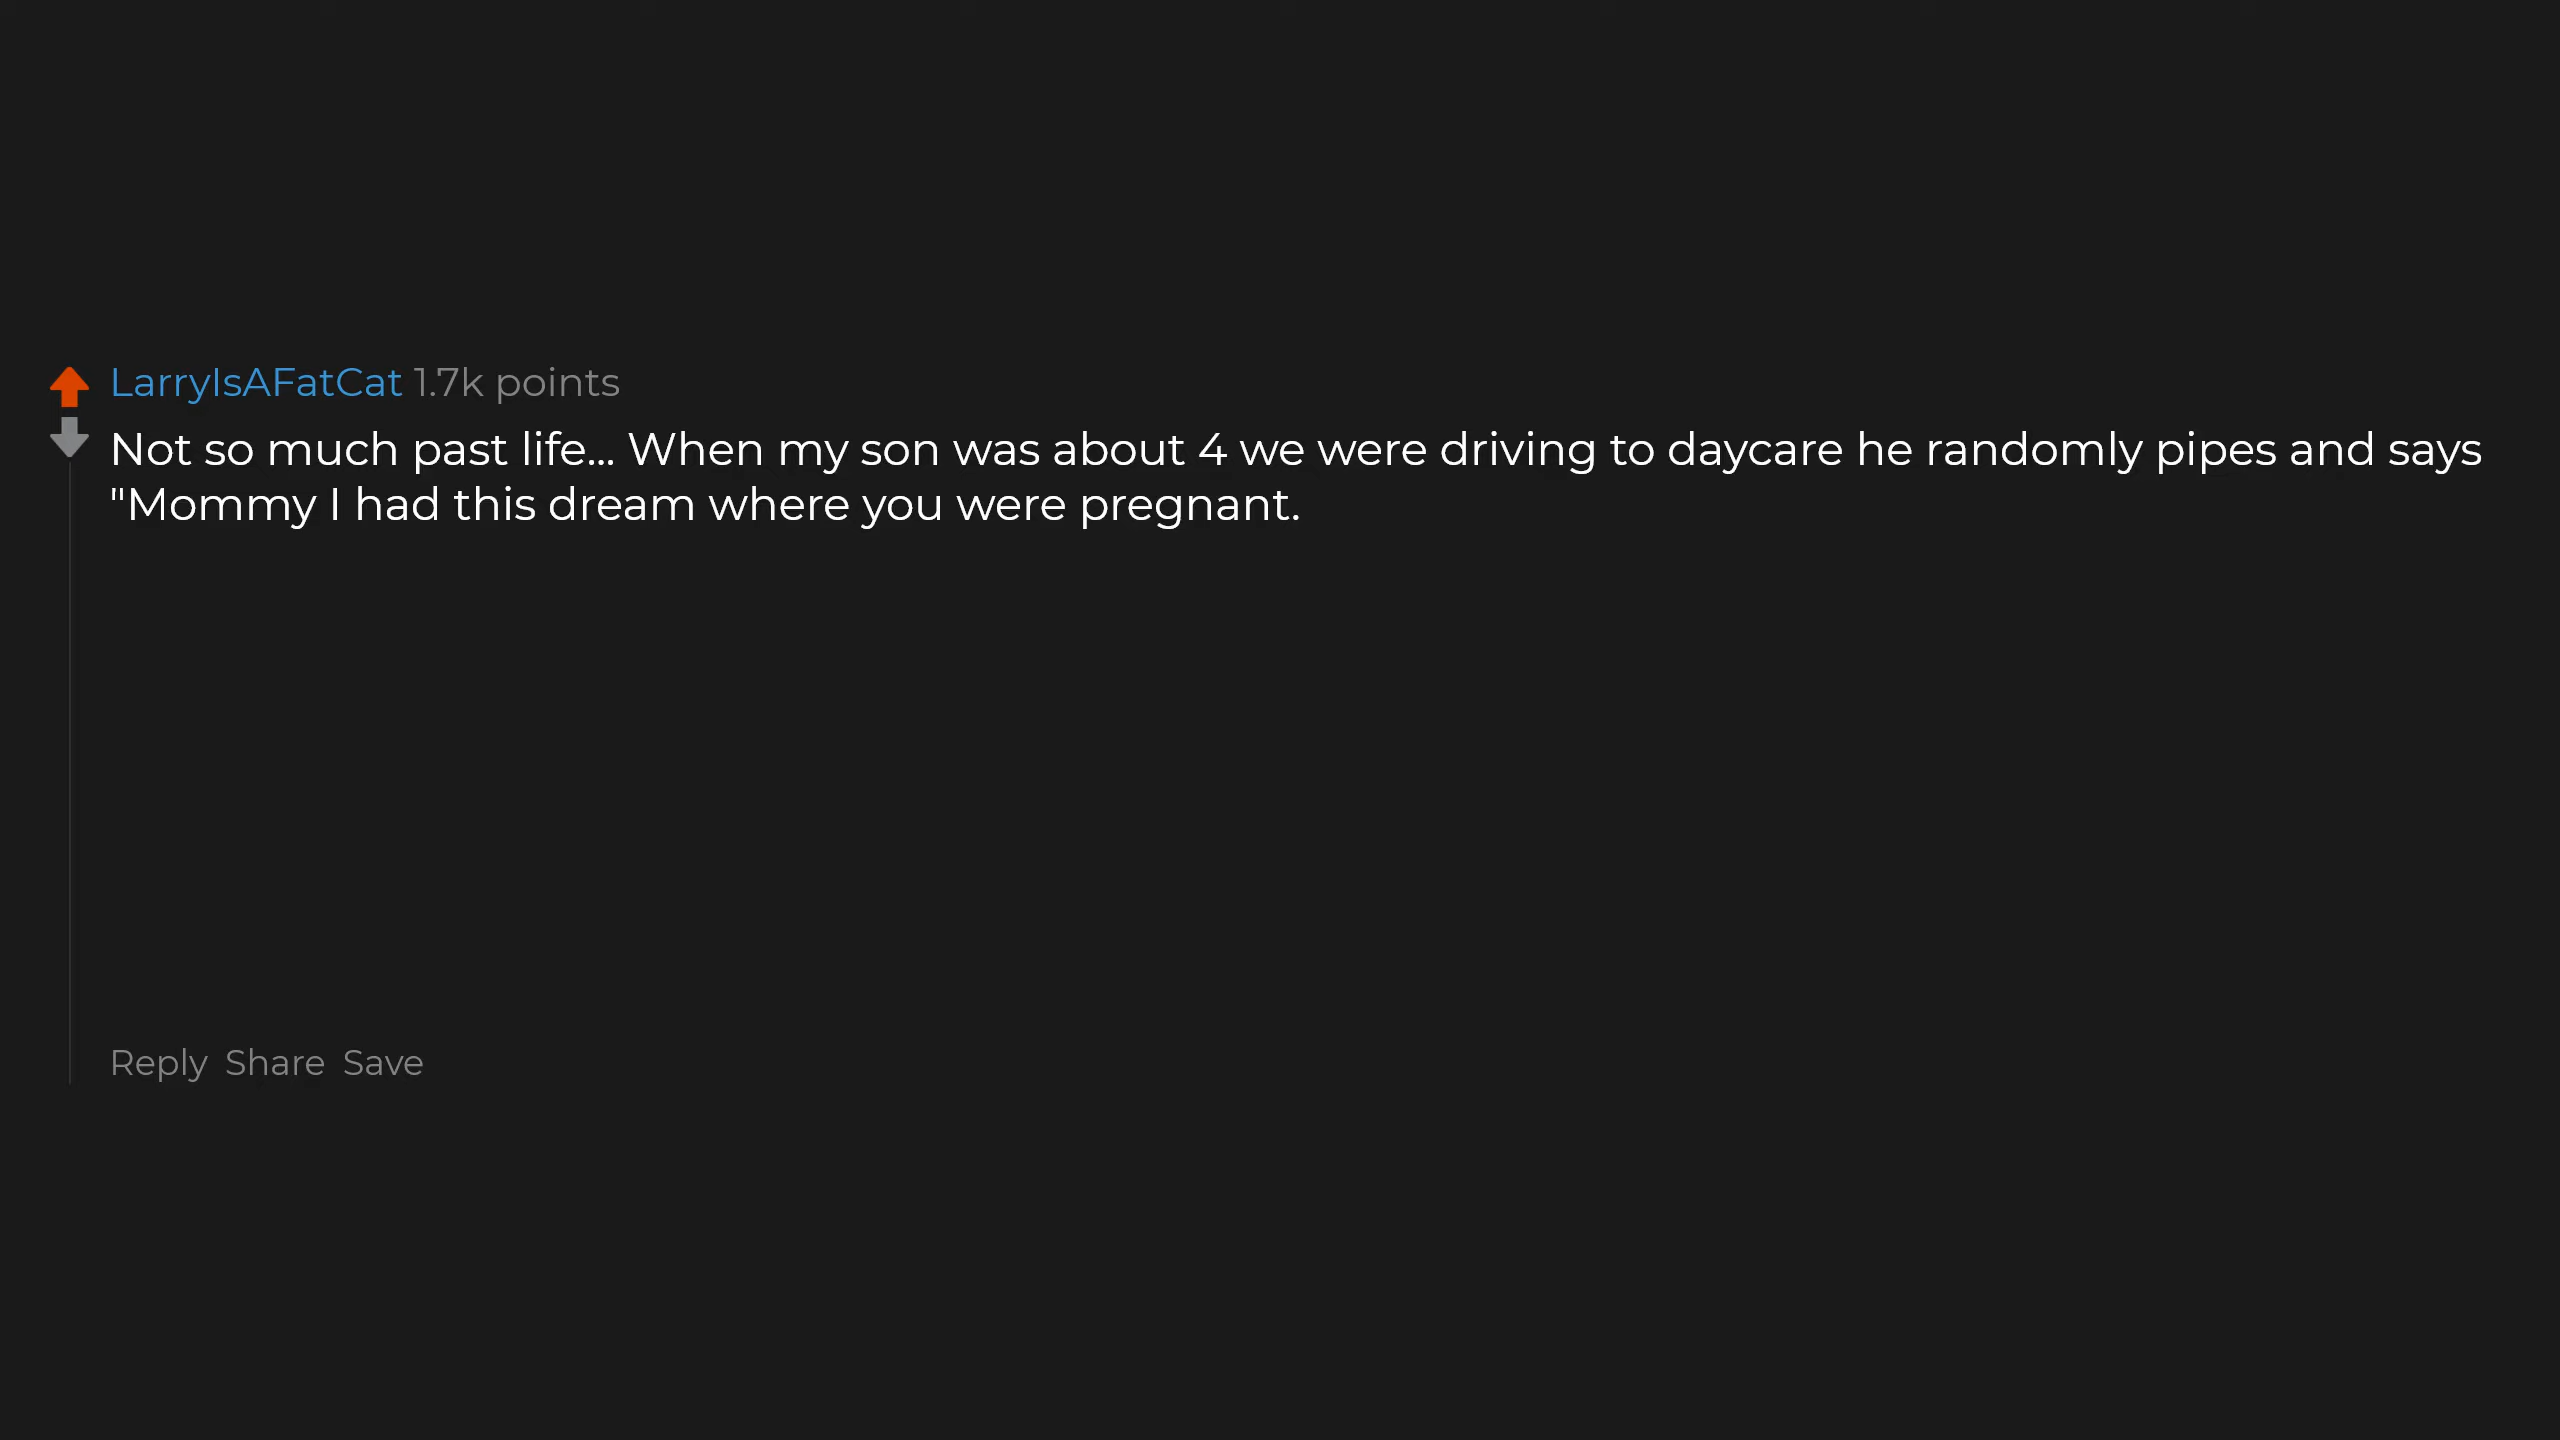 LarryIsAFatCat 1.7k points
Not so much past life... When my son was about 4 we were driving to daycare he randomly pipes and says
"Mommy I had this dream where you were pregnant.
Reply Share Save